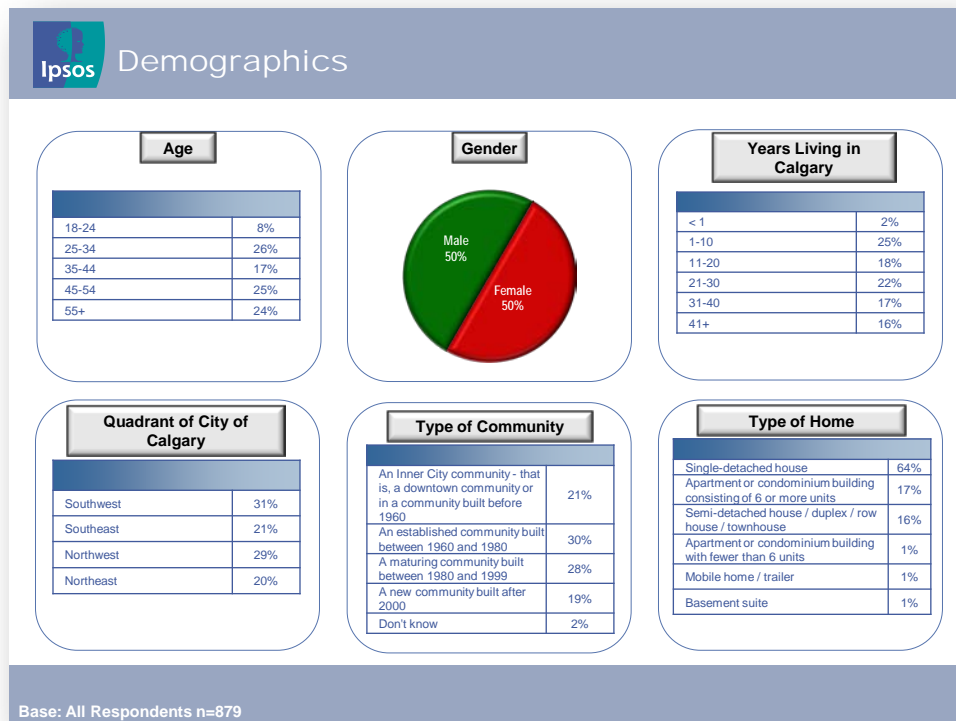 Ipsos
Demographics
Age
18-24 8%
25-34 26%
35-44 17%
45-54 25%
55+ 24%
Gender
Male
50%
Female
50%
Years Living in
Calgary
< 1 2%
1-10 25%
11-20 18%
21-30 22%
31-40 17%
41+ 16%
Quadrant of City of
Calgary
Southwest 31%
Southeast 21%
Northwest 29%
Northeast 20%
Type of Community
An Inner City community - that
is, a downtown community or
in a community built before
1960 21%
An established community built
between 1960 and 1980 30%
A maturing community built
between 1980 and 1999 28%
A new community built after
2000 19%
Don't know 2%
Type of Home
Single-detached house 64%
Apartment or condominium building
consisting of 6 or more units 17%
Semi-detached house / duplex / row
house / townhouse 16%
Apartment or condominium building
with fewer than 6 units 1%
Mobile home / trailer 1%
Basement suite 1%
Base: All Respondents n=879